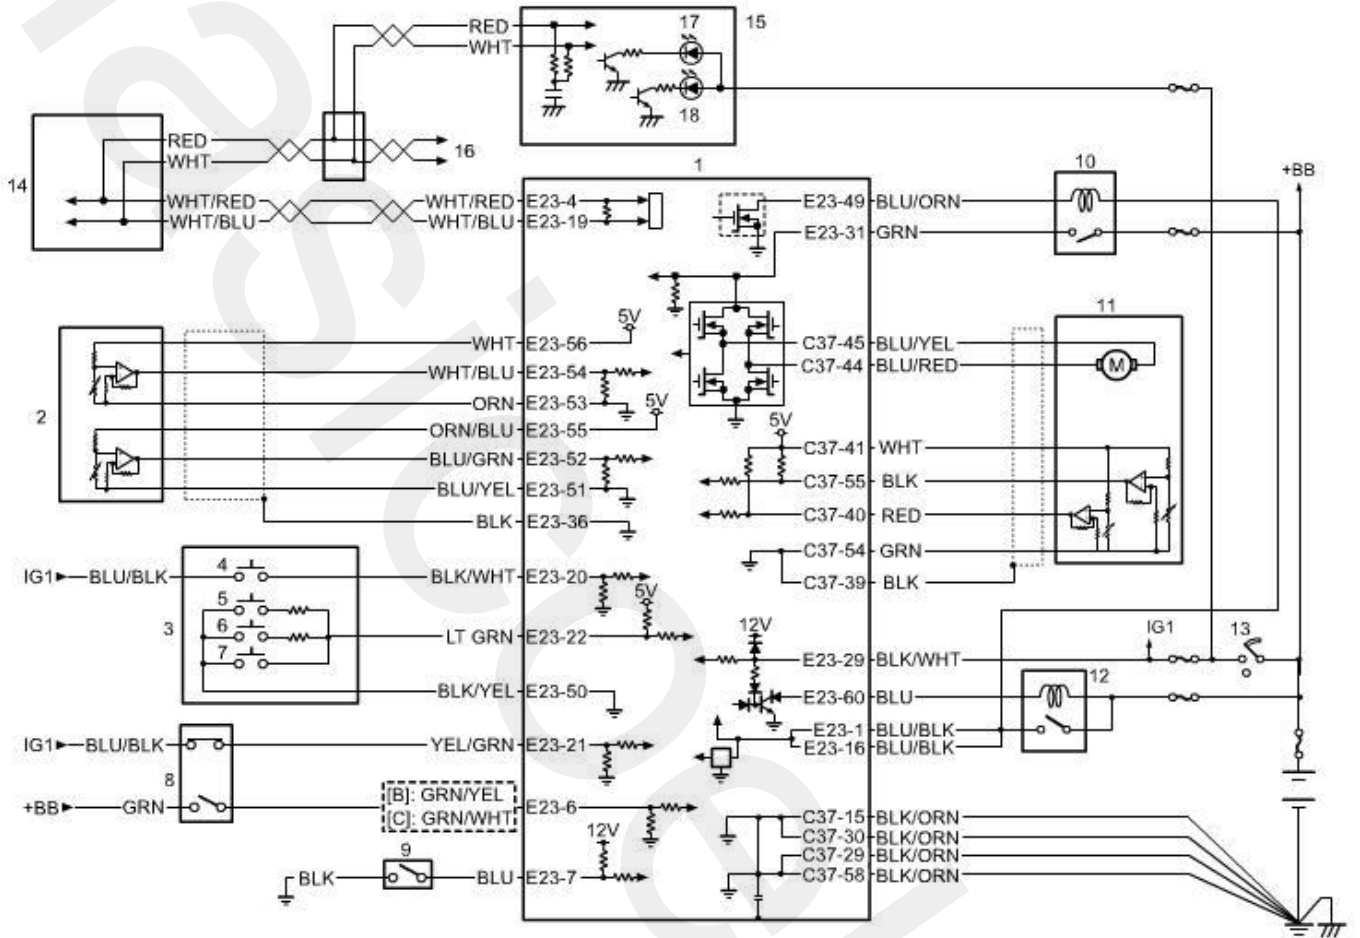 RED 17 15
WHT
18
RED
WHT 16
14
1 10 +BB
WHT/RED WHT/RED E23-4 E23-49 BLU/ORN
WHT/BLU WHT/BLU E23-19 E23-31 GRN
5V 11
WHT E23-56 C37-45 BLU/YEL
WHT/BLU E23-54 C37-44 BLU/RED M
ORN E23-53 5V 5V
2
ORN/BLU E23-55 C37-41 WHT
BLU/GRN E23-52 C37-55 BLK
BLU/YEL E23-51 C37-40 RED
BLK E23-36 C37-54 GRN
IG1 BLU/BLK 4 BLK/WHT E23-20 C37-39 BLK
5 5V
3 6 LT GRN E23-22 12V IG1 13
7 E23-29 BLK/WHT
BLK/YEL E23-50 E23-60 BLU 12
E23-1 BLU/BLK
IG1 BLU/BLK YEL/GRN E23-21 E23-16 BLU/BLK
8
+BB GRN [B]: GRN/YEL E23-6
[C]: GRN/WHT
12V C37-15 BLK/ORN
C37-30 BLK/ORN
9 C37-29 BLK/ORN
BLK BLU E23-7 C37-58 BLK/ORN